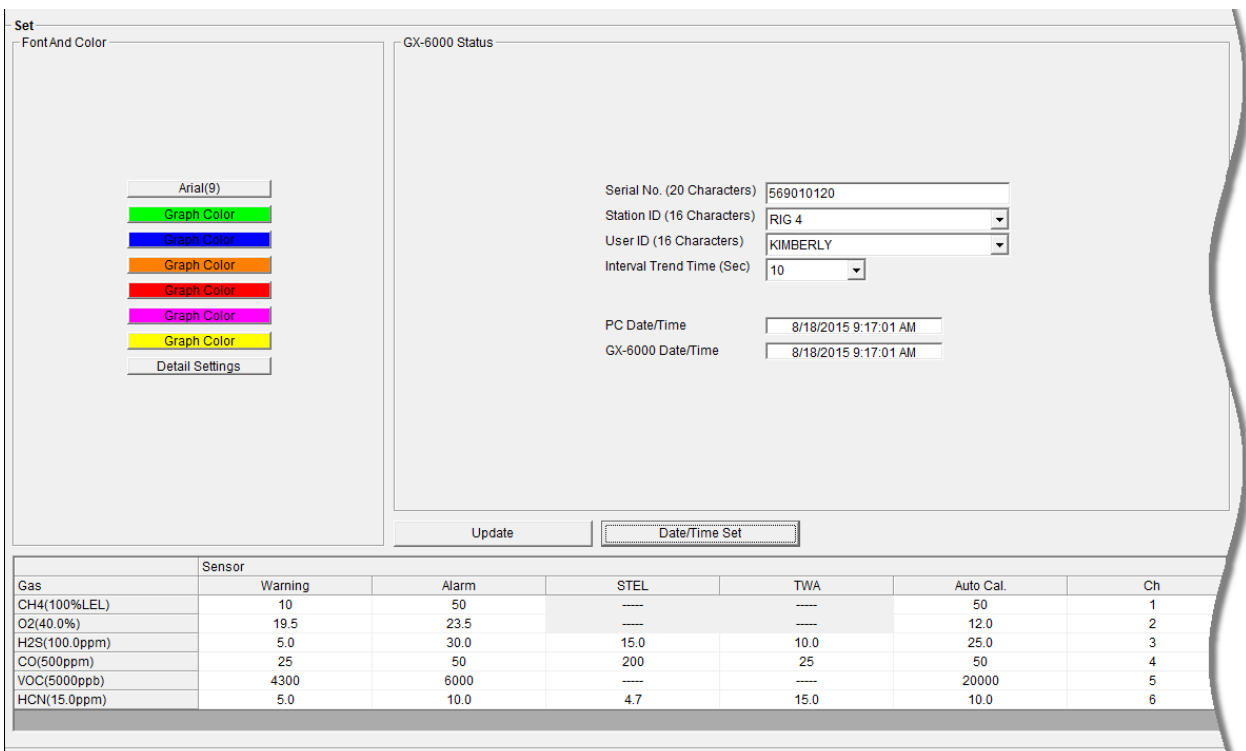 Set
Font And Color
GX-6000 Status
Arial(9)
Graph Color
Graph Color
Graph Color
Graph Color
Graph Color
Graph Color
Detail Settings
Serial No. (20 Characters) 569010120
Station ID (16 Characters) RIG 4
User ID (16 Characters) KIMBERLY
Interval Trend Time (Sec) 10
PC Date/Time 8/18/2015 9:17:01 AM
GX-6000 Date/Time 8/18/2015 9:17:01 AM
Update Date/Time Set
Sensor
Gas Warning Alarm STEL TWA Auto Cal. Ch
CH4(100%LEL) 10 50 ----- ----- 50 1
O2(40.0%) 19.5 23.5 ----- ----- 12.0 2
H2S(100.0ppm) 5.0 30.0 15.0 10.0 25.0 3
CO(500ppm) 25 50 200 25 50 4
VOC(5000ppb) 4300 6000 ----- ----- 20000 5
HCN(15.0ppm) 5.0 10.0 4.7 15.0 10.0 6